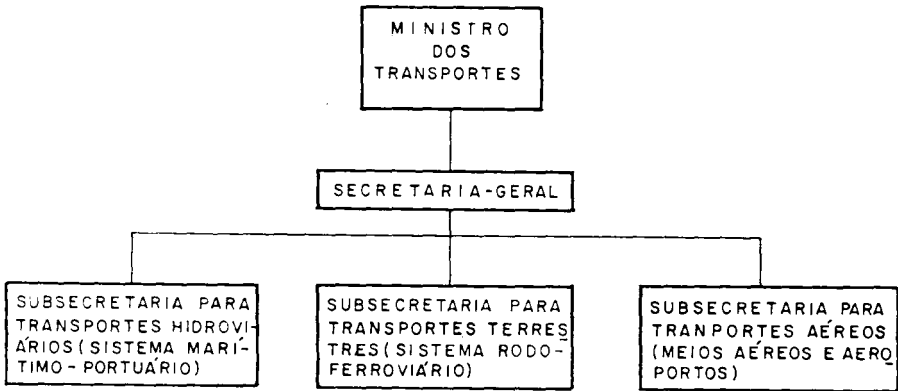 MINISTRO
DOS
TRANSPORTES
SECRETARIA-GERAL
SUBSECRETARIA PARA
TRANSPORTES HIDROVI-
ÁRIOS (SISTEMA MARÍ-
TIMO-PORTUÁRIO)
SUBSECRETARIA PARA
TRANSPORTES TERRES
TRES (SISTEMA RODO-
FERROVIÁRIO)
SUBSECRETARIA PARA
TRANPORTES AÉREOS
(MEIOS AÉREOS E AERO
PORTOS)